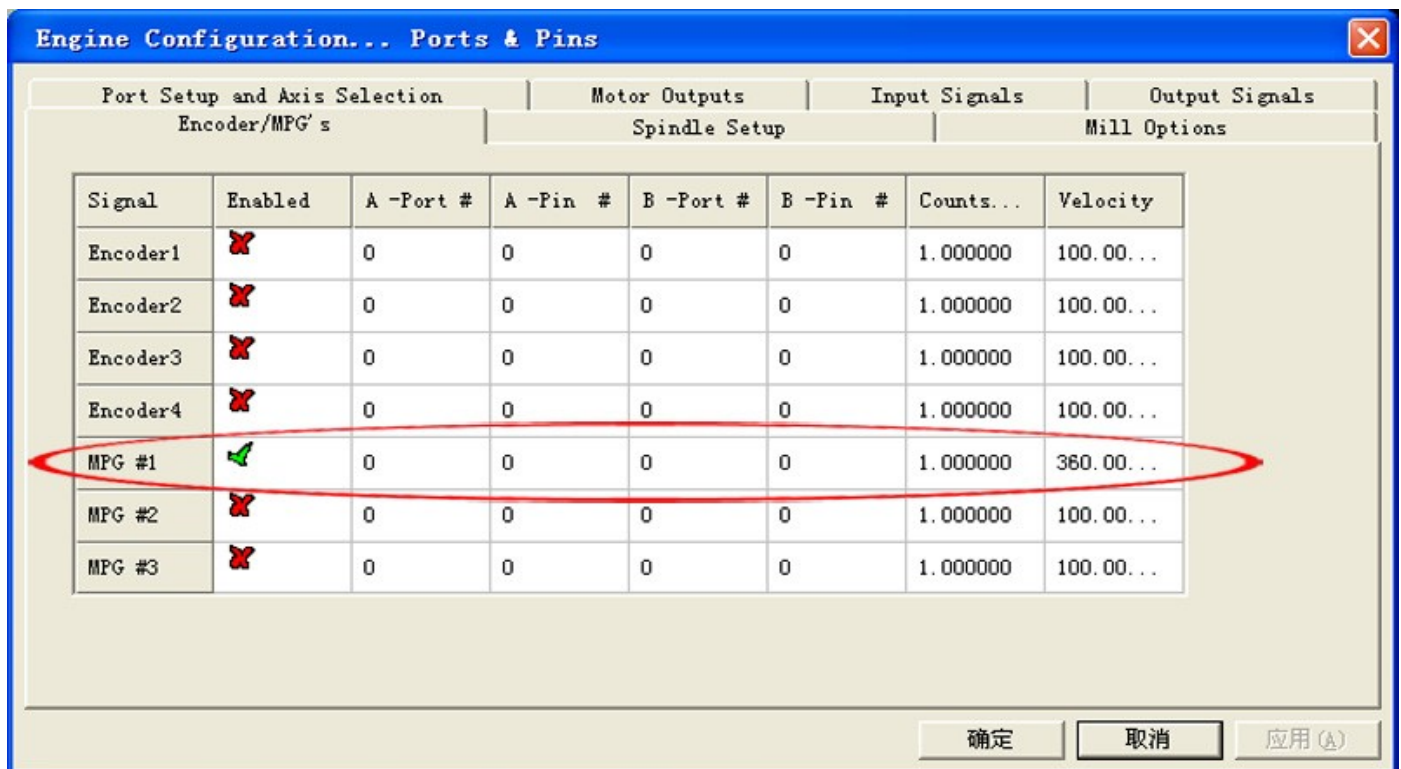 Engine Configuration... Ports & Pins
Port Setup and Axis Selection Motor Outputs Input Signals Output Signals
Encoder/MPG's Spindle Setup Mill Options
Signal Enabled A -Port # A -Pin # B -Port # B -Pin # Counts... Velocity
Encoder1 0 0 0 0 1.000000 100.00...
Encoder2 0 0 0 0 1.000000 100.00...
Encoder3 0 0 0 0 1.000000 100.00...
Encoder4 0 0 0 0 1.000000 100.00...
MPG #1 0 0 0 0 1.000000 360.00...
MPG #2 0 0 0 0 1.000000 100.00...
MPG #3 0 0 0 0 1.000000 100.00...
确定 取消 应用(A)